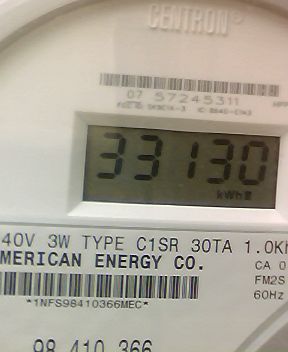 CENTRON®
07 57245311
33130
kWh
40V 3W TYPE C1SR 30TA 1.0K
MERICAN ENERGY CO.
CA 0
FM2S
60Hz
*1NFS98410366MEC*
98 410 366